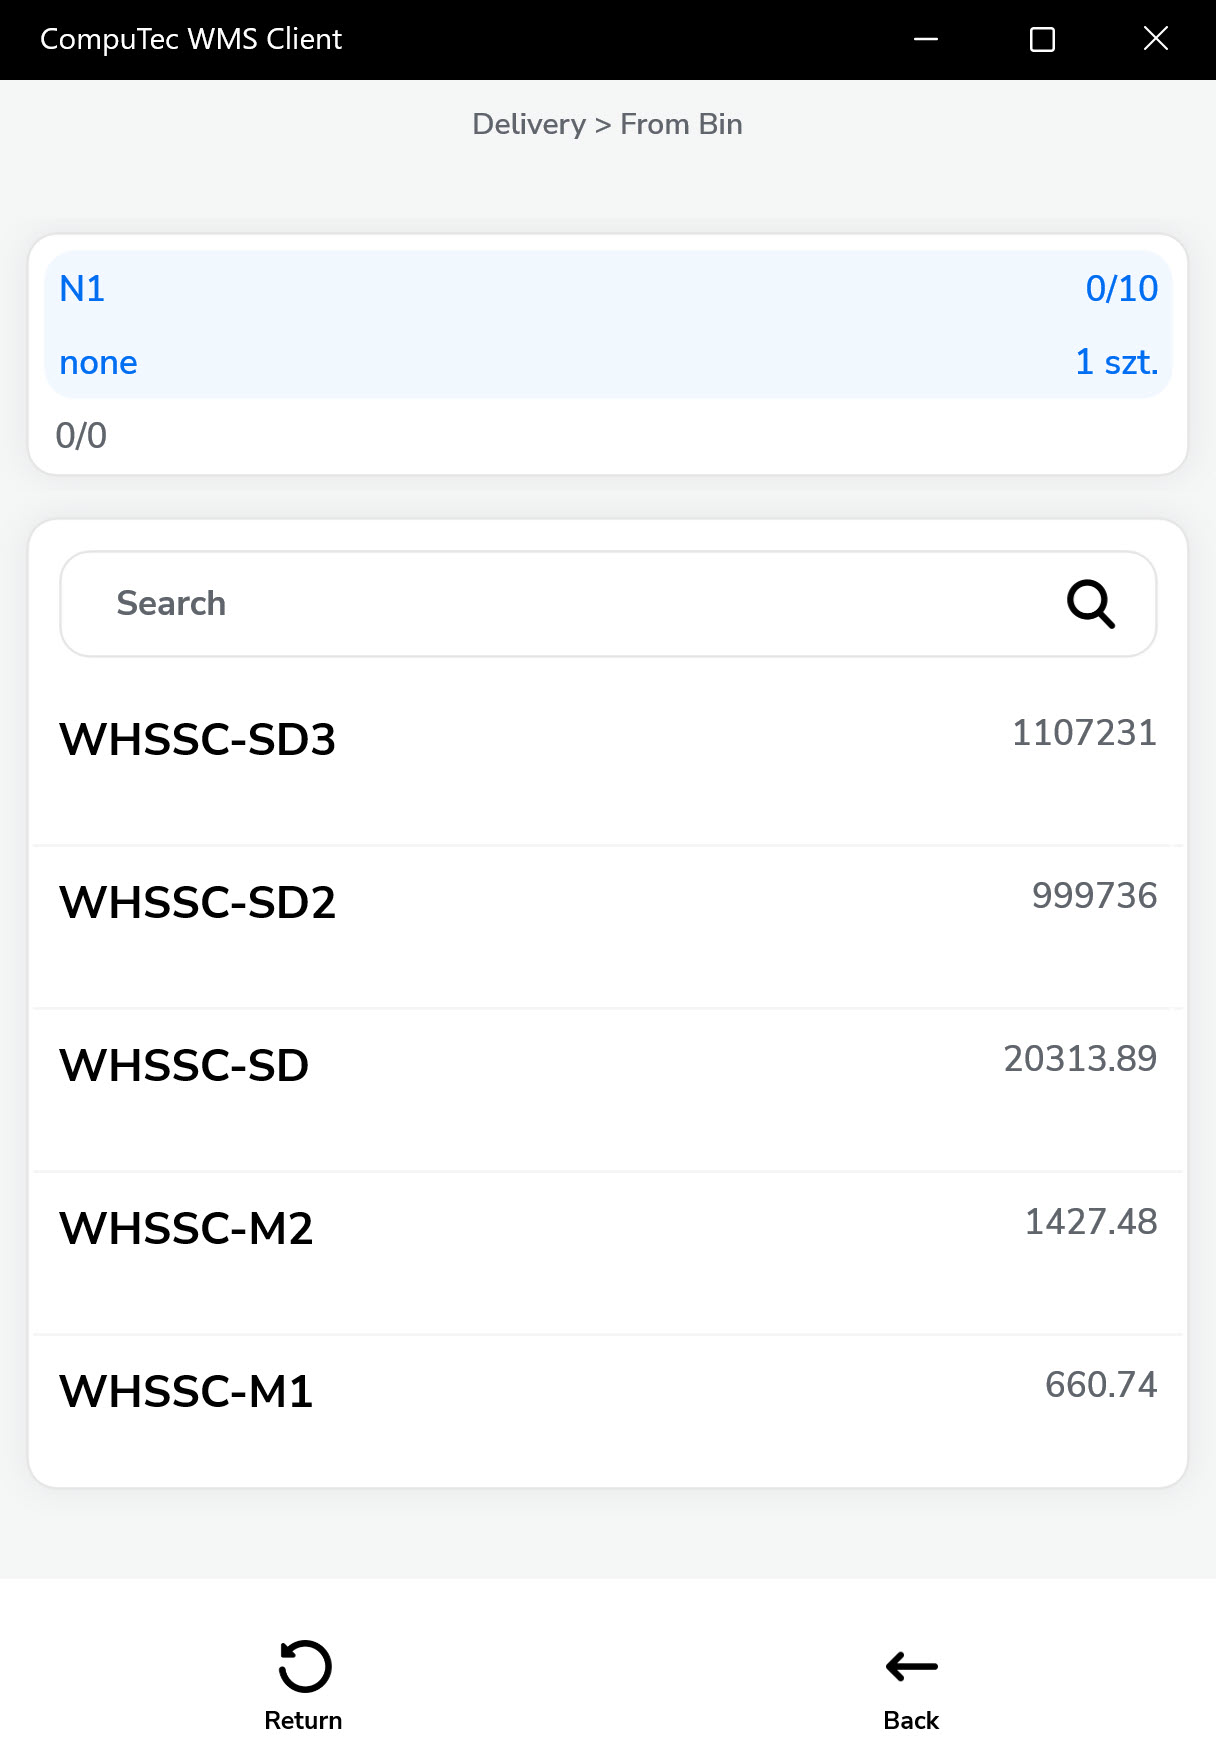 CompuTec WMS Client
Delivery > From Bin
N1 0/10
none 1 szt.
0/0
Search
WHSSC-SD3 1107231
WHSSC-SD2 999736
WHSSC-SD 20313.89
WHSSC-M2 1427.48
WHSSC-M1 660.74
Return Back